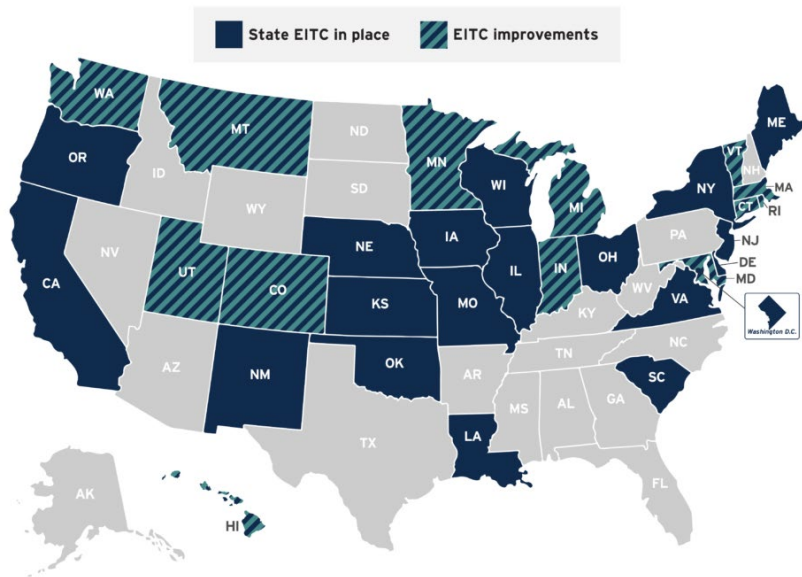 State EITC in place
EITC improvements
WA
MT
ND
MN
ME
OR
ID
SD
WI
VT
NH
NY
MA
CT
RI
WY
MI
NV
NE
IA
PA
NJ
UT
CO
IL
IN
OH
DE
MD
CA
KS
MO
WV
VA
KY
Washington D.C.
AZ
NM
OK
AR
TN
NC
SC
TX
LA
MS
AL
GA
FL
AK
HI